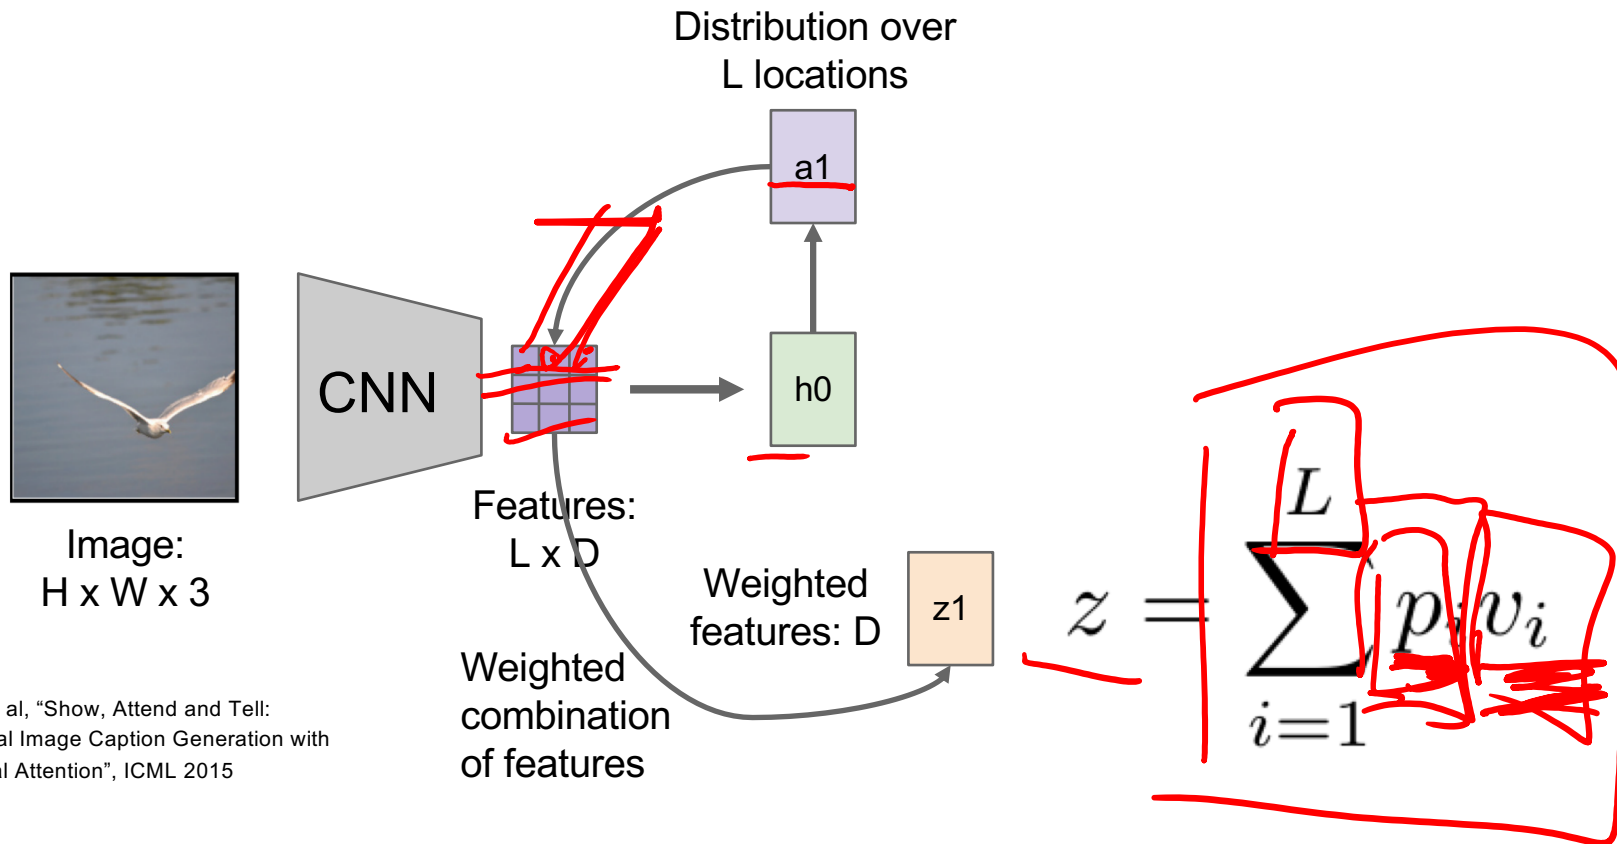 Distribution over
L locations
a1
CNN
h0
Features:
L x D
Image:
H x W x 3
Weighted
features: D
z1
z = \sum_{i=1}^{L} p_i v_i
Weighted
combination
of features
al, “Show, Attend and Tell:
al Image Caption Generation with
al Attention”, ICML 2015